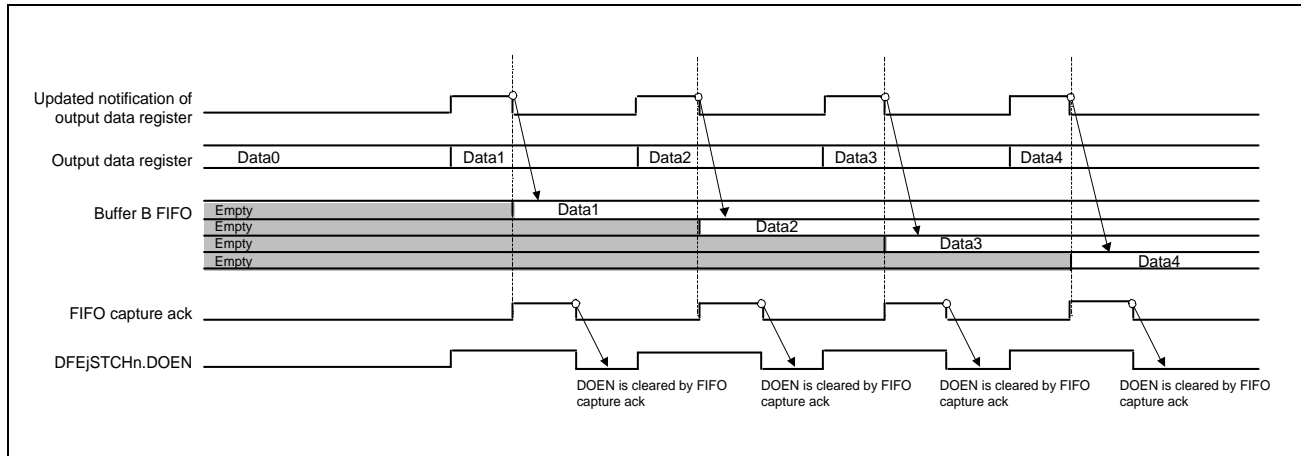 Updated notification of
output data register
Output data register
Data0
Data1
Data2
Data3
Data4
Buffer B FIFO
Empty
Data1
Empty
Data2
Empty
Data3
Empty
Data4
FIFO capture ack
DFEjSTCHn.DOEN
DOEN is cleared by FIFO
capture ack
DOEN is cleared by FIFO
capture ack
DOEN is cleared by FIFO
capture ack
DOEN is cleared by FIFO
capture ack